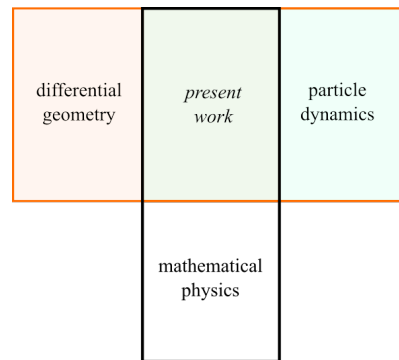 differential
geometry
present
work
particle
dynamics
mathematical
physics